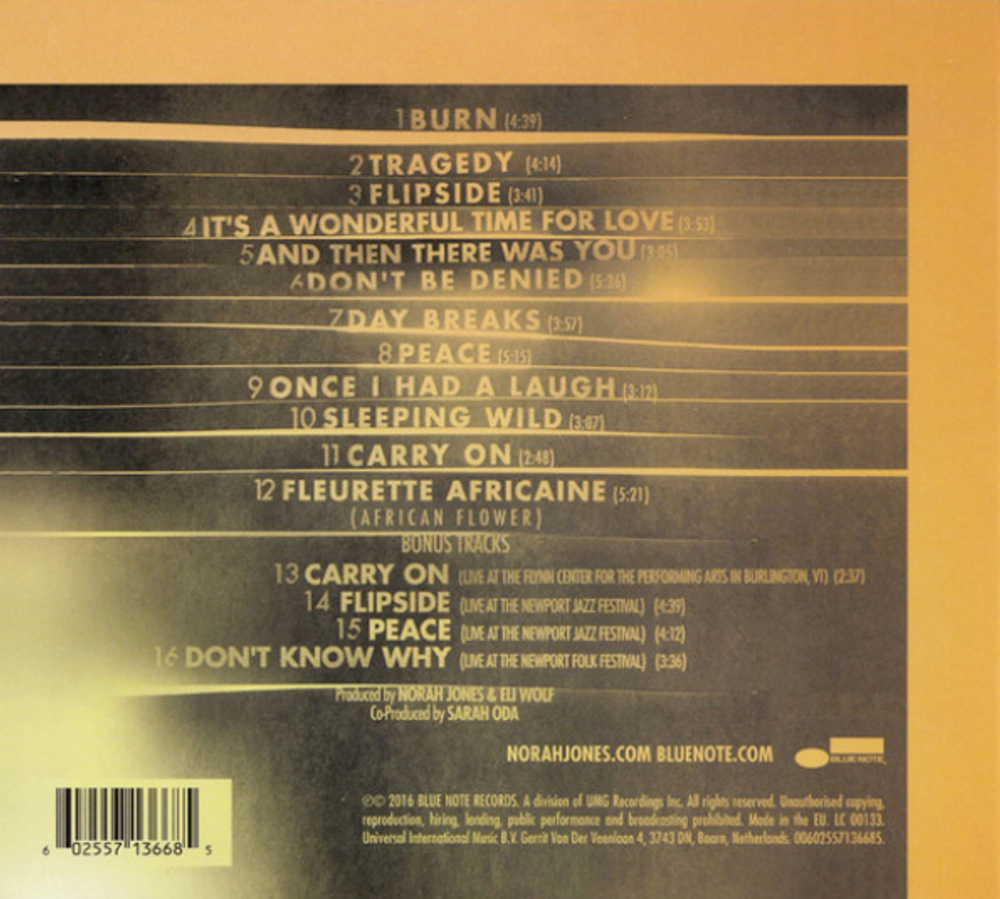 1 BURN (4:39)
2 TRAGEDY (4:14)
3 FLIPSIDE (3:41)
4 IT'S A WONDERFUL TIME FOR LOVE (3:53)
5 AND THEN THERE WAS YOU (3:05)
6 DON'T BE DENIED (5:36)
7 DAY BREAKS (3:57)
8 PEACE (5:15)
9 ONCE I HAD A LAUGH (3:12)
10 SLEEPING WILD (3:07)
11 CARRY ON (2:48)
12 FLEURETTE AFRICAINE (5:21)
(AFRICAN FLOWER)
BONUS TRACKS
13 CARRY ON (LIVE AT THE FLYNN CENTER FOR THE PERFORMING ARTS IN BURLINGTON, VT) (2:37)
14 FLIPSIDE (LIVE AT THE NEWPORT JAZZ FESTIVAL) (4:39)
15 PEACE (LIVE AT THE NEWPORT JAZZ FESTIVAL) (4:12)
16 DON'T KNOW WHY (LIVE AT THE NEWPORT FOLK FESTIVAL) (3:36)
Produced by NORAH JONES & ELI WOLF
Co-Produced by SARAH ODA
NORAHJONES.COM BLUENOTE.COM
BLUE NOTE
℗© 2016 BLUE NOTE RECORDS. A division of UMG Recordings Inc. All rights reserved. Unauthorised copying,
reproduction, hiring, lending, public performance and broadcasting prohibited. Made in the EU. LC 00133.
Universal International Music B.V. Gerrit Van Der Veenlaan 4, 3743 DN, Baarn, Netherlands. 00602557136685.
6 02557 13668 5